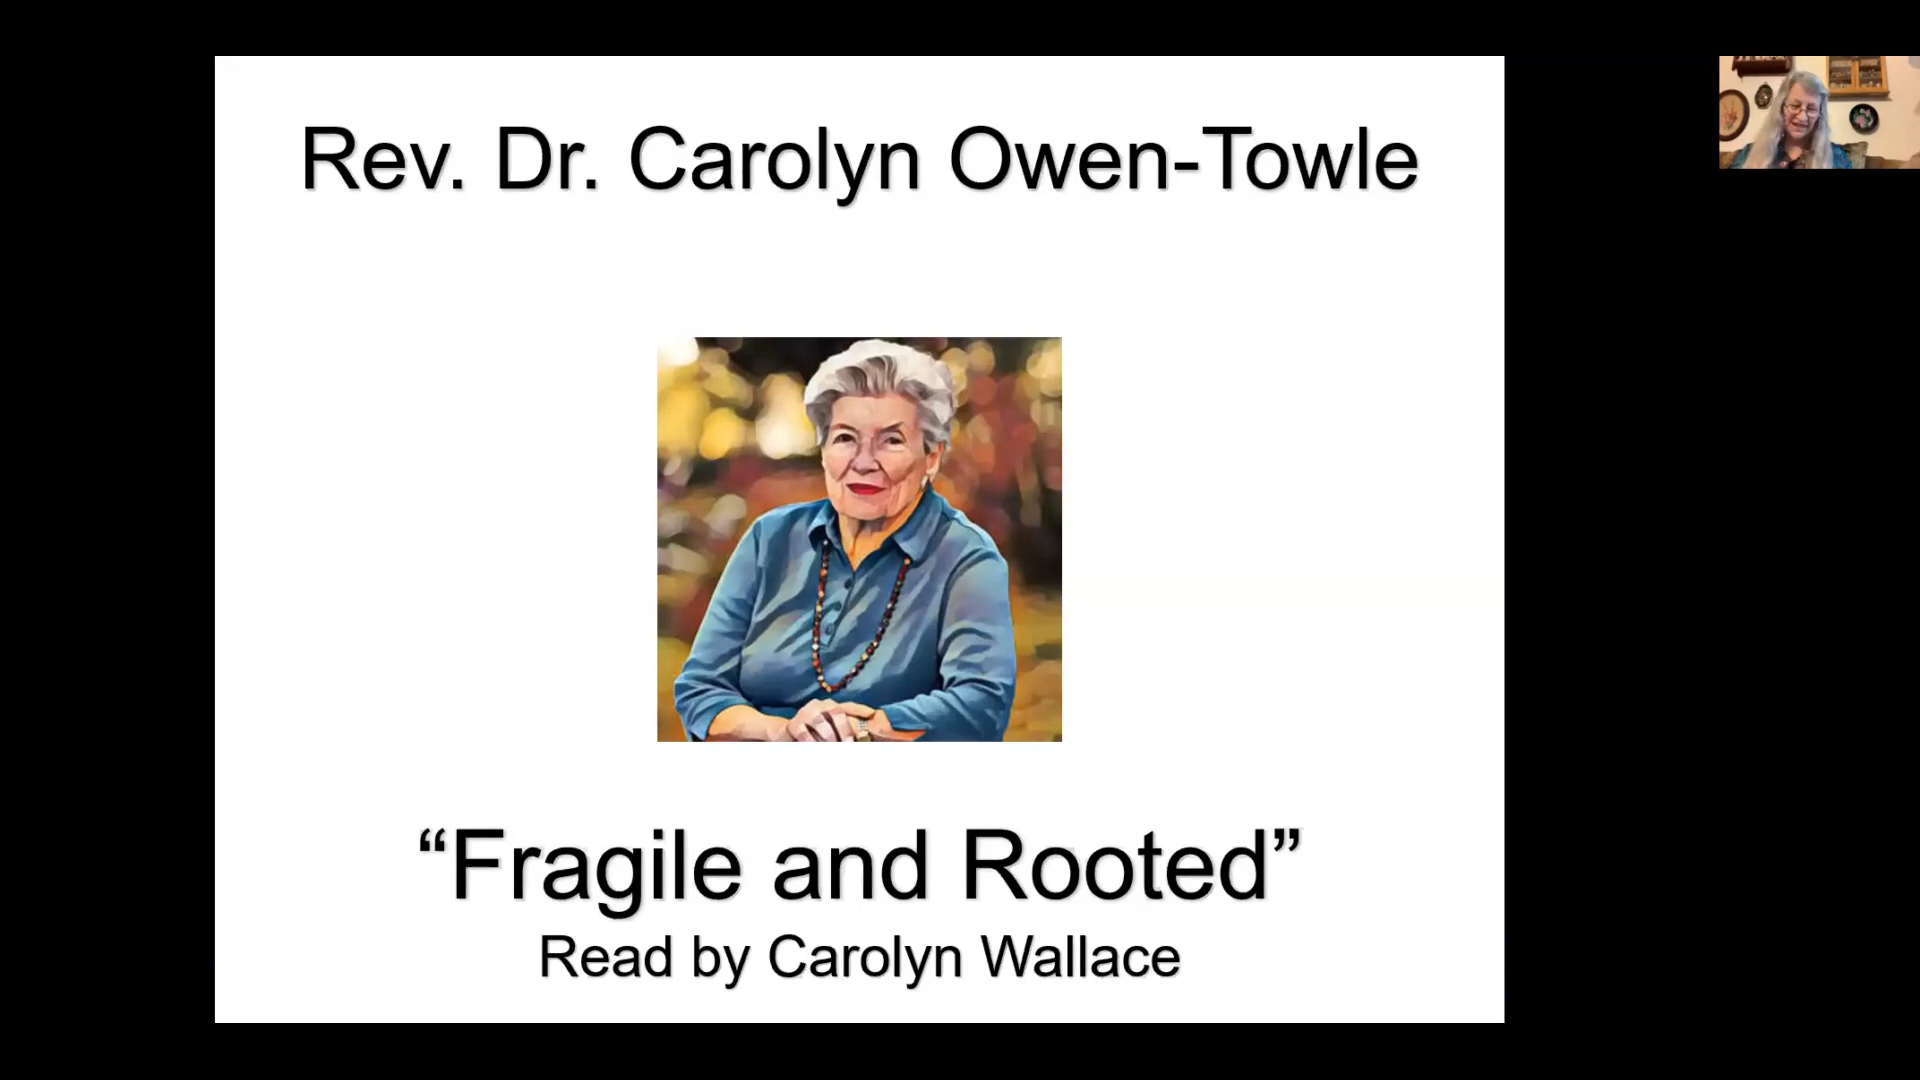 Rev. Dr. Carolyn Owen-Towle
“Fragile and Rooted”
Read by Carolyn Wallace